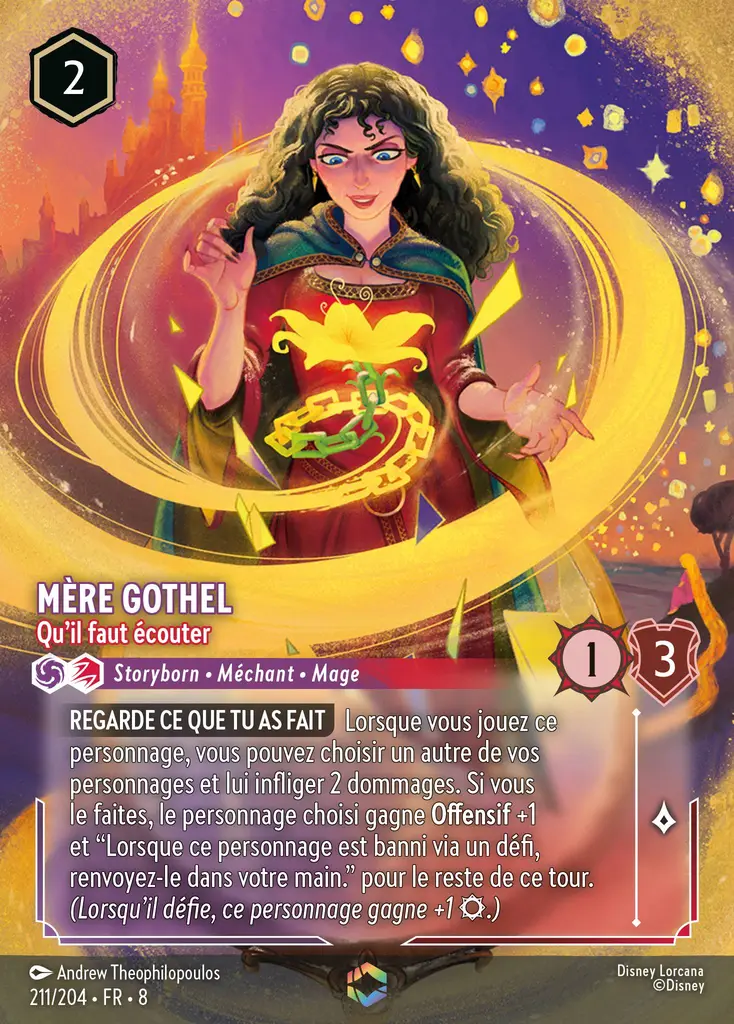 2
MÈRE GOTHEL
Qu'il faut écouter
Storyborn • Méchant • Mage
1
3
REGARDE CE QUE TU AS FAIT Lorsque vous jouez ce
personnage, vous pouvez choisir un autre de vos
personnages et lui infliger 2 dommages. Si vous
le faites, le personnage choisi gagne Offensif +1
et “Lorsque ce personnage est banni via un défi,
renvoyez-le dans votre main.” pour le reste de ce tour.
(Lorsqu'il défie, ce personnage gagne +1 .)
Andrew Theophilopoulos
211/204 • FR • 8
Disney Lorcana
©Disney